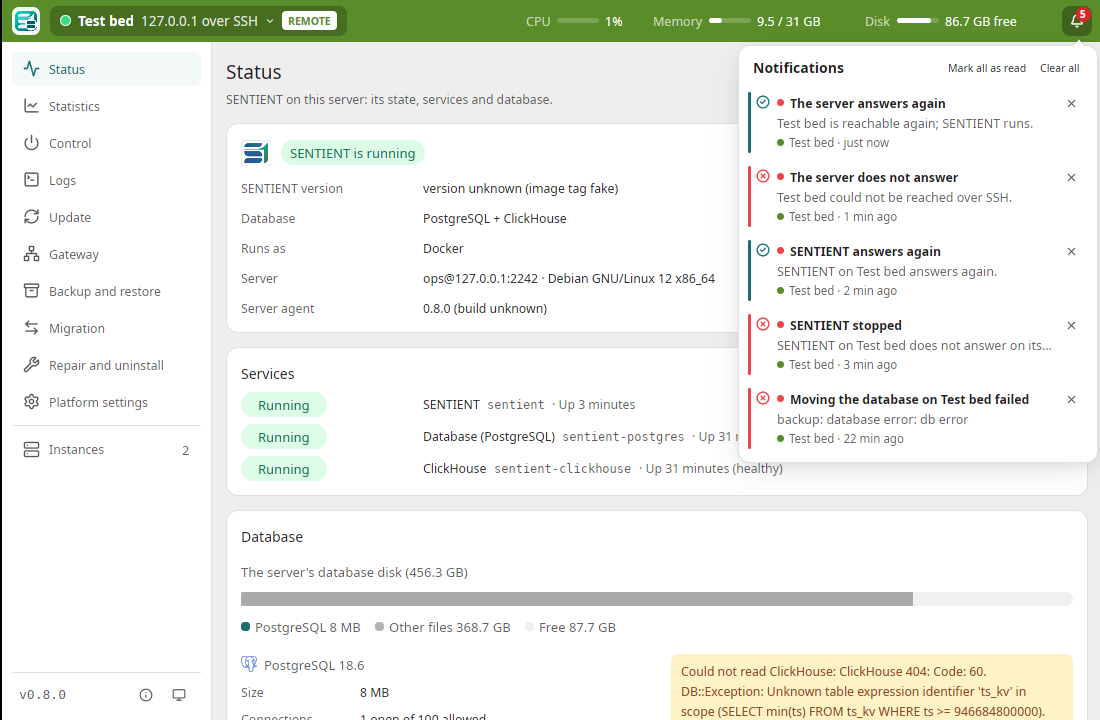 Test bed 127.0.0.1 over SSH REMOTE CPU 1% Memory 9.5 / 31 GB Disk 86.7 GB free 5
Status
Statistics
Control
Logs
Update
Gateway
Backup and restore
Migration
Repair and uninstall
Platform settings
Instances 2
v0.8.0
Status
SENTIENT on this server: its state, services and database.
SENTIENT is running
SENTIENT version version unknown (image tag fake)
Database PostgreSQL + ClickHouse
Runs as Docker
Server ops@127.0.0.1:2242 · Debian GNU/Linux 12 x86_64
Server agent 0.8.0 (build unknown)
Services
Running SENTIENT sentient · Up 3 minutes
Running Database (PostgreSQL) sentient-postgres · Up 31
Running ClickHouse sentient-clickhouse · Up 31 minutes (healthy)
Database
The server's database disk (456.3 GB)
PostgreSQL 8 MB Other files 368.7 GB Free 87.7 GB
PostgreSQL 18.6
Size 8 MB
Connections 1 open of 100 allowed
Could not read ClickHouse: ClickHouse 404: Code: 60.
DB::Exception: Unknown table expression identifier 'ts_kv' in
scope (SELECT min(ts) FROM ts_kv WHERE ts >= 946684800000).
Notifications Mark all as read Clear all
The server answers again
Test bed is reachable again; SENTIENT runs.
Test bed · just now
The server does not answer
Test bed could not be reached over SSH.
Test bed · 1 min ago
SENTIENT answers again
SENTIENT on Test bed answers again.
Test bed · 2 min ago
SENTIENT stopped
SENTIENT on Test bed does not answer on its...
Test bed · 3 min ago
Moving the database on Test bed failed
backup: database error: db error
Test bed · 22 min ago